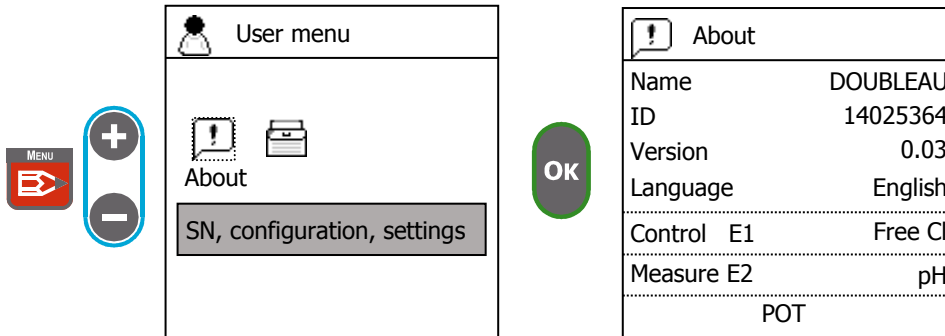 MENU
+
−
User menu
About
SN, configuration, settings
OK
About
Name DOUBLEAU
ID 14025364
Version 0.03
Language English
Control E1 Free Cl
Measure E2 pH
POT